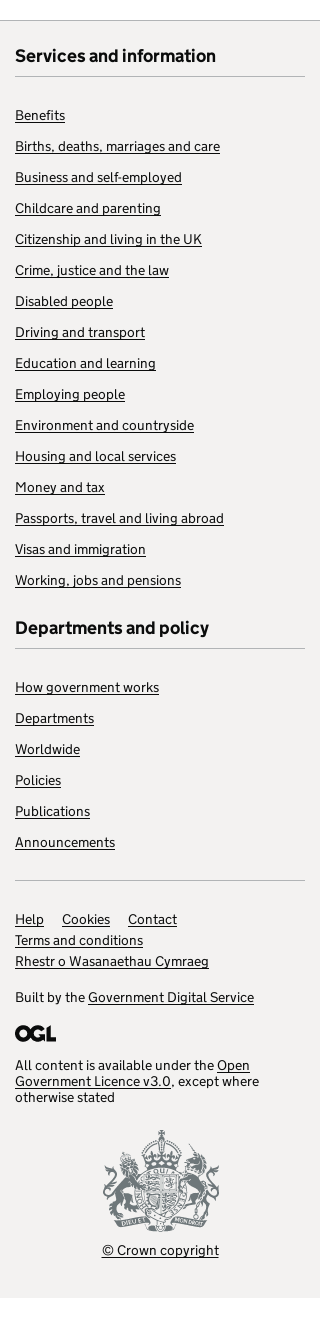 Services and information
Benefits
Births, deaths, marriages and care
Business and self-employed
Childcare and parenting
Citizenship and living in the UK
Crime, justice and the law
Disabled people
Driving and transport
Education and learning
Employing people
Environment and countryside
Housing and local services
Money and tax
Passports, travel and living abroad
Visas and immigration
Working, jobs and pensions
Departments and policy
How government works
Departments
Worldwide
Policies
Publications
Announcements
Help Cookies Contact
Terms and conditions
Rhestr o Wasanaethau Cymraeg
Built by the Government Digital Service
OGL
All content is available under the Open
Government Licence v3.0, except where
otherwise stated
DIEU ET MON DROIT
© Crown copyright